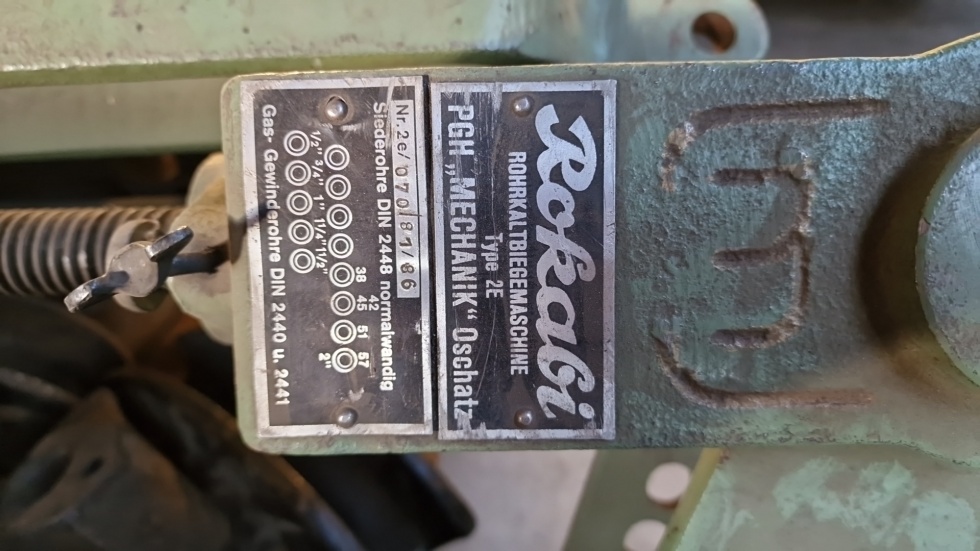 Rokabi
ROHRKALTBIEGEMASCHINE
Type 2E
PGH „MECHANIK“ Oschatz
Nr. 2e/070/81/86
Siederohre DIN 2448 normalwandig
38 42 45 51 57
1/2" 3/4" 1" 1 1/4" 1 1/2" 2"
Gas- Gewinderohre DIN 2440 u. 2441